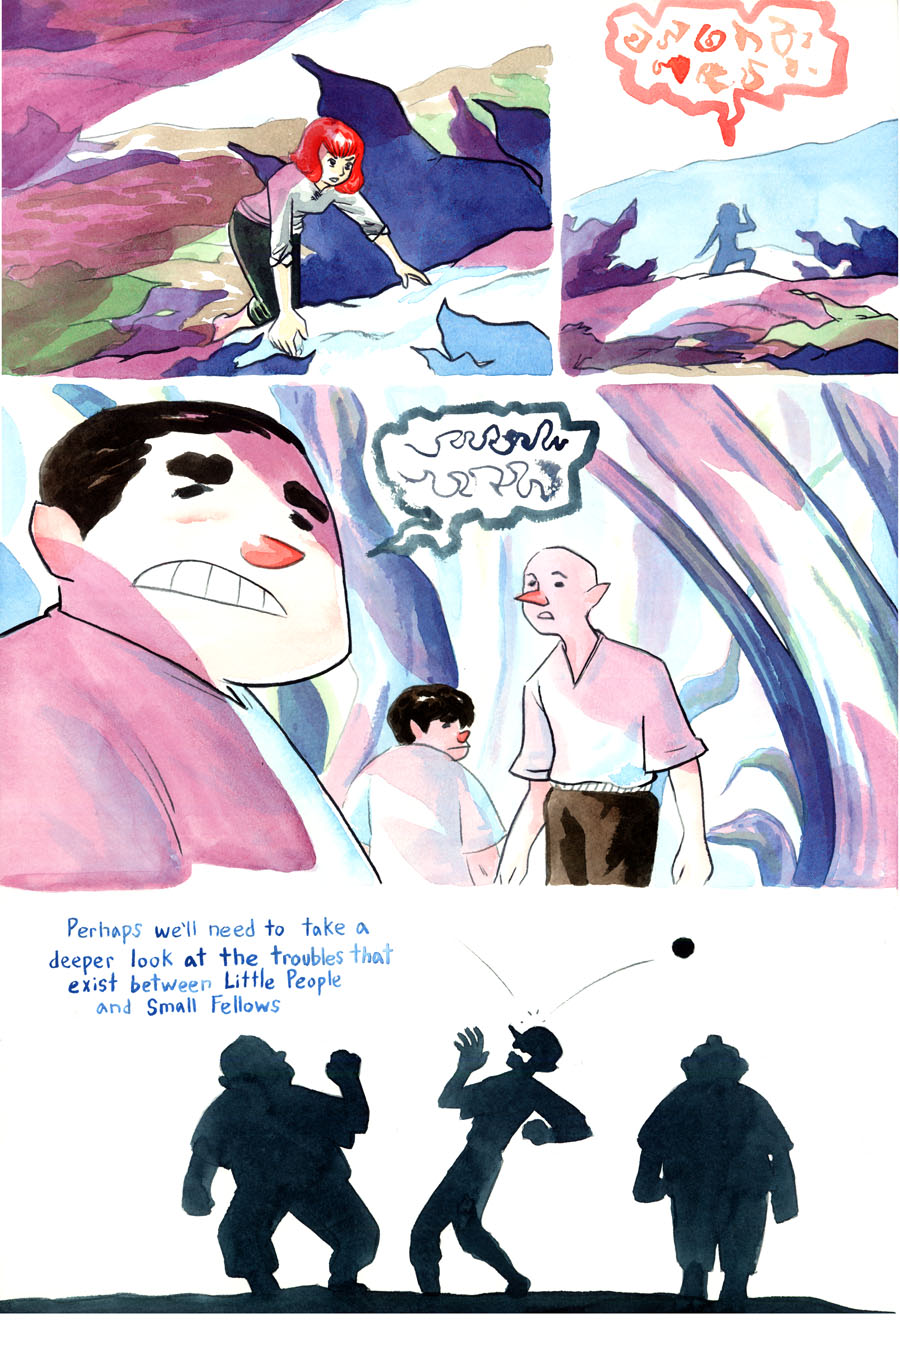 Perhaps we'll need to take a
deeper look at the troubles that
exist between Little People
and Small Fellows